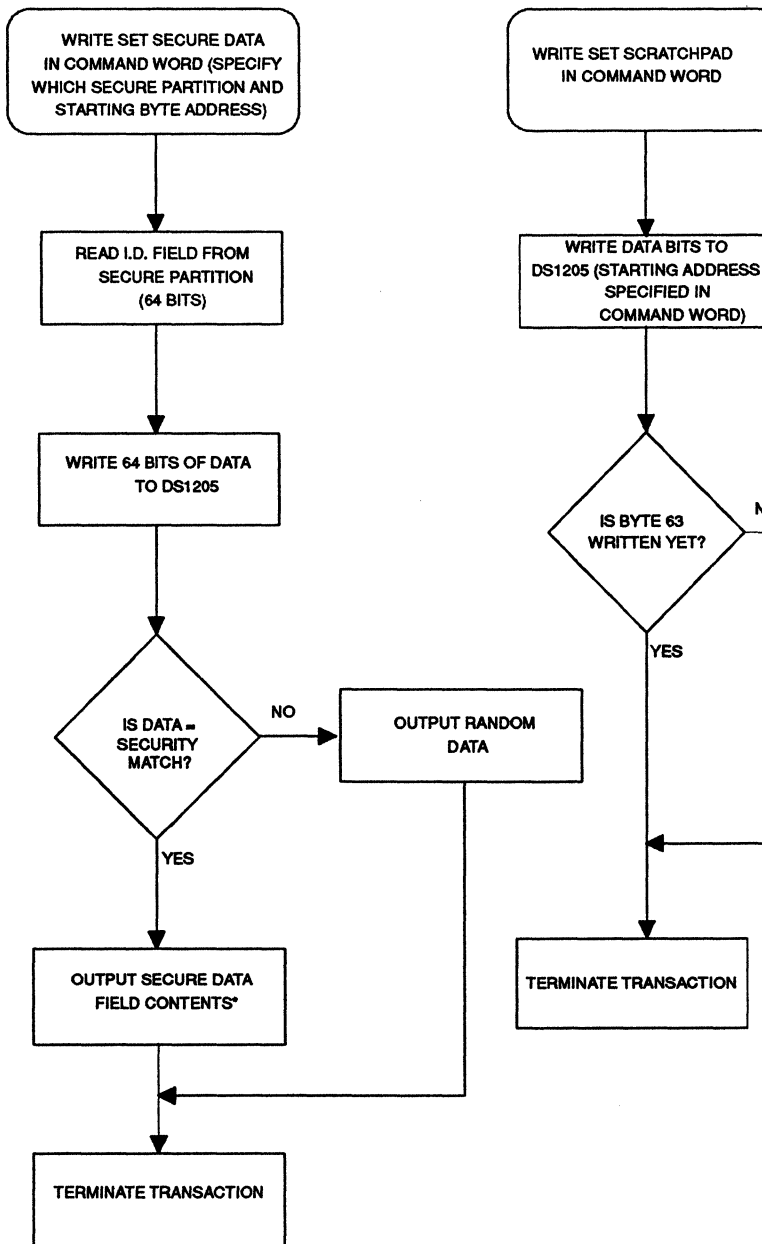 WRITE SET SECURE DATA
IN COMMAND WORD (SPECIFY
WHICH SECURE PARTITION AND
STARTING BYTE ADDRESS)
READ I.D. FIELD FROM
SECURE PARTITION
(64 BITS)
WRITE 64 BITS OF DATA
TO DS1205
IS DATA =
SECURITY
MATCH?
NO
OUTPUT RANDOM
DATA
YES
OUTPUT SECURE DATA
FIELD CONTENTS*
TERMINATE TRANSACTION
WRITE SET SCRATCHPAD
IN COMMAND WORD
WRITE DATA BITS TO
DS1205 (STARTING ADDRESS
SPECIFIED IN
COMMAND WORD)
IS BYTE 63
WRITTEN YET?
YES
TERMINATE TRANSACTION